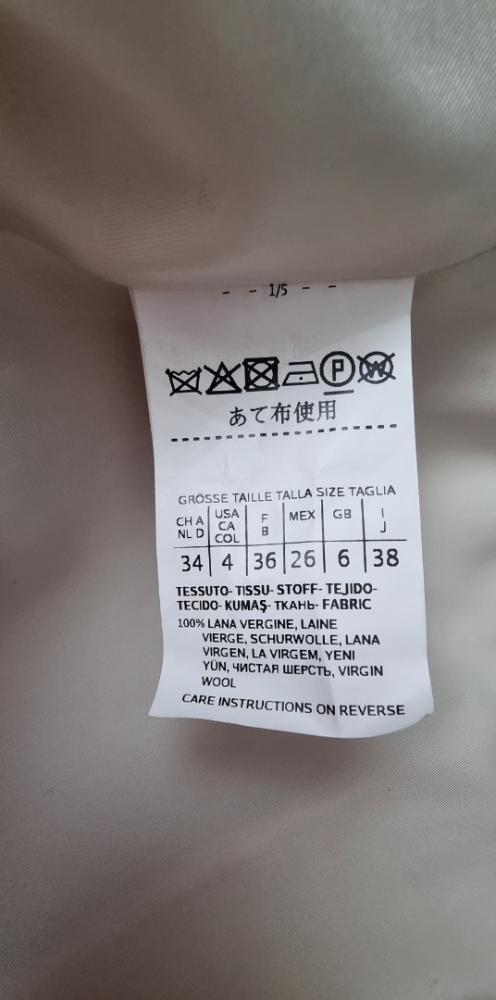 - - 1/5 - -
P W
あて布使用
GRÖSSE TAILLE TALLA SIZE TAGLIA
CH A NL D USA CA COL F B MEX GB I J
34 4 36 26 6 38
TESSUTO- TISSU- STOFF- TEJIDO-
TECIDO- KUMAŞ- ТКАНЬ- FABRIC
100% LANA VERGINE, LAINE
VIERGE, SCHURWOLLE, LANA
VIRGEN, LA VIRGEM, YENI
YÜN, ЧИСТАЯ ШЕРСТЬ, VIRGIN
WOOL
CARE INSTRUCTIONS ON REVERSE